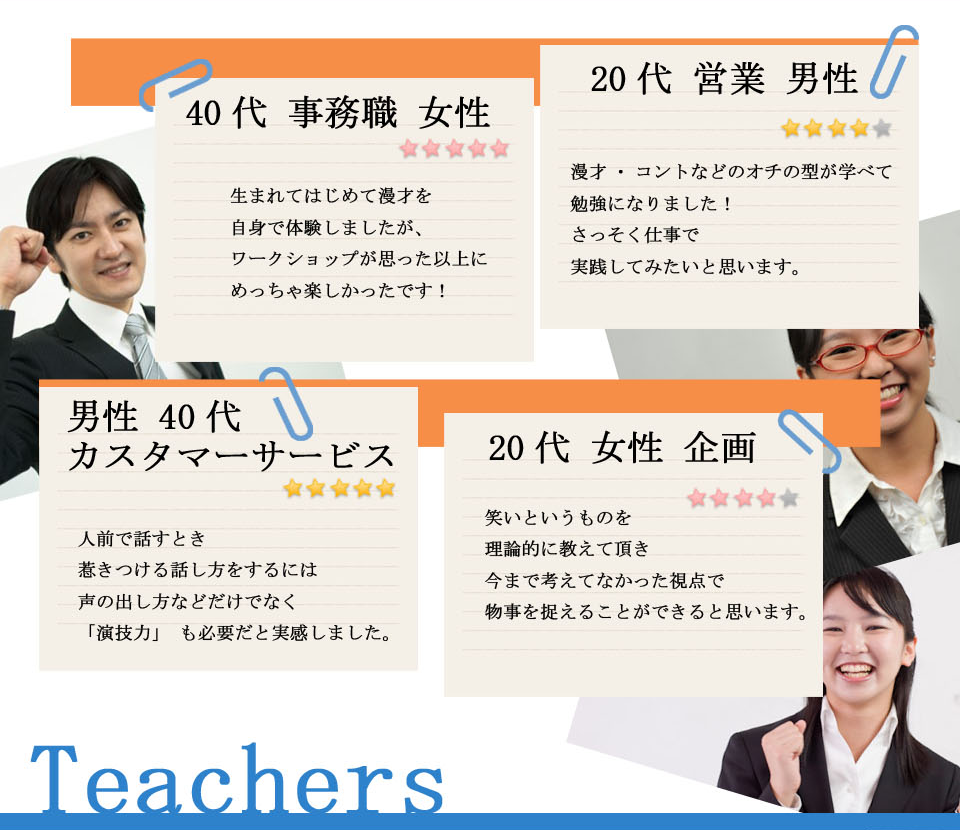 40代 事務職 女性
生まれてはじめて漫才を
自身で体験しましたが、
ワークショップが思った以上に
めっちゃ楽しかったです！
20代 営業 男性
漫才・コントなどのオチの型が学べて
勉強になりました！
さっそく仕事で
実践してみたいと思います。
男性 40代
カスタマーサービス
人前で話すとき
惹きつける話し方をするには
声の出し方などだけでなく
「演技力」 も必要だと実感しました。
20代 女性 企画
笑いというものを
理論的に教えて頂き
今まで考えてなかった視点で
物事を捉えることができると思います。
Teachers